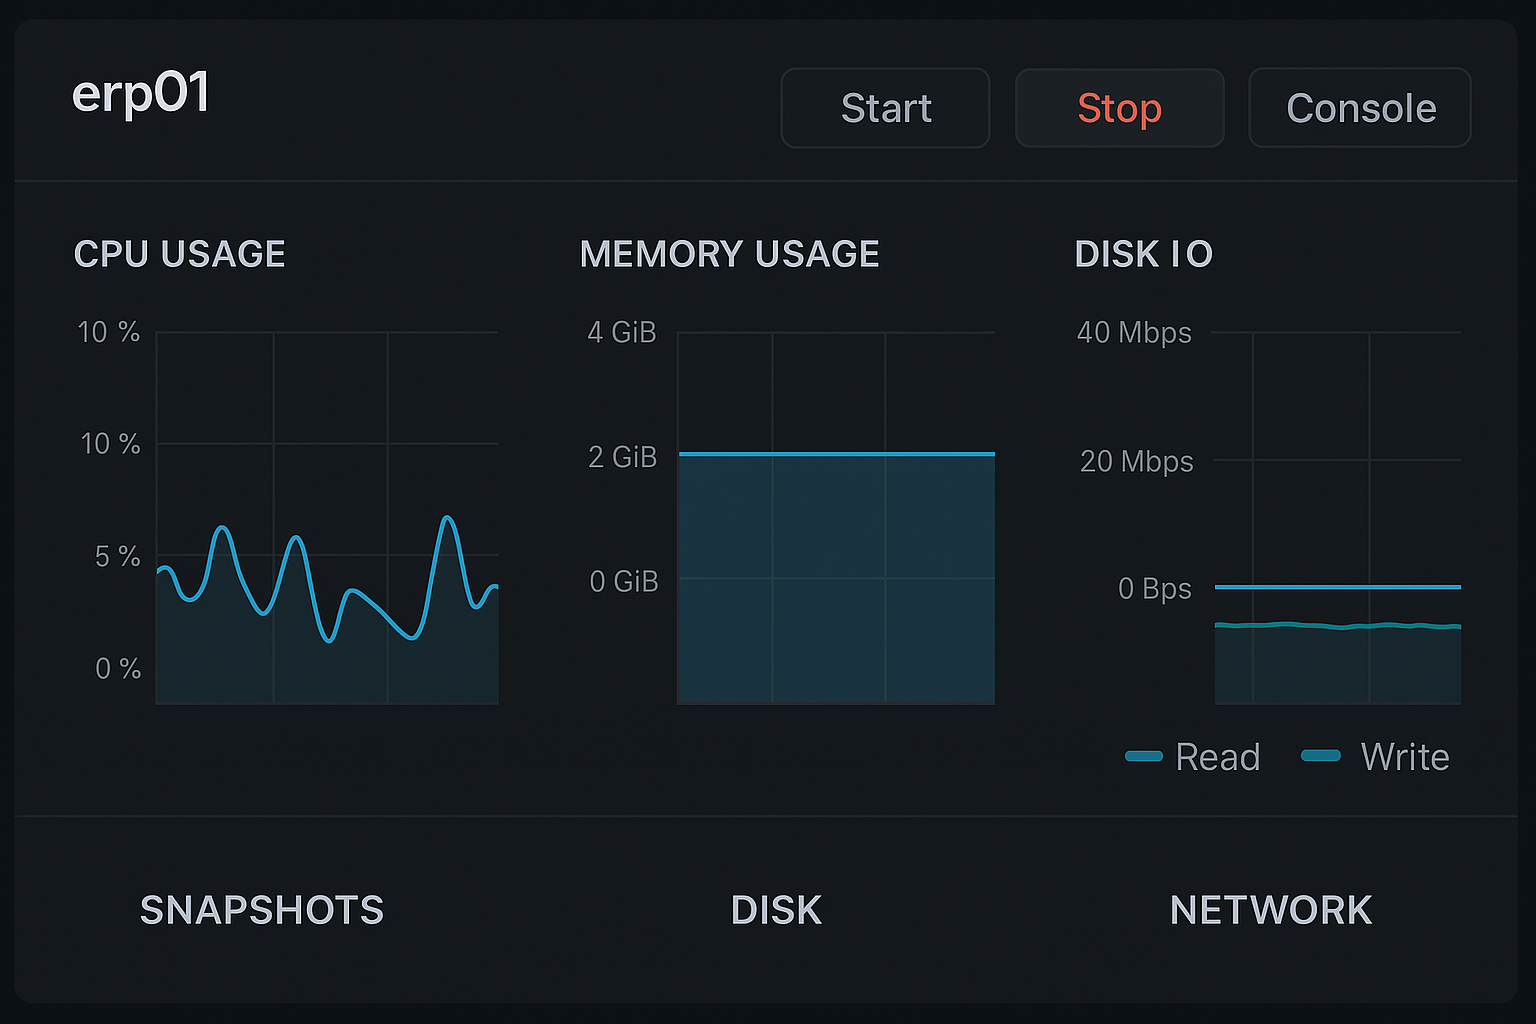 erp01
Start
Stop
Console
CPU USAGE
10 %
10 %
5 %
0 %
MEMORY USAGE
4 GiB
2 GiB
0 GiB
DISK IO
40 Mbps
20 Mbps
0 Bps
Read
Write
SNAPSHOTS
DISK
NETWORK